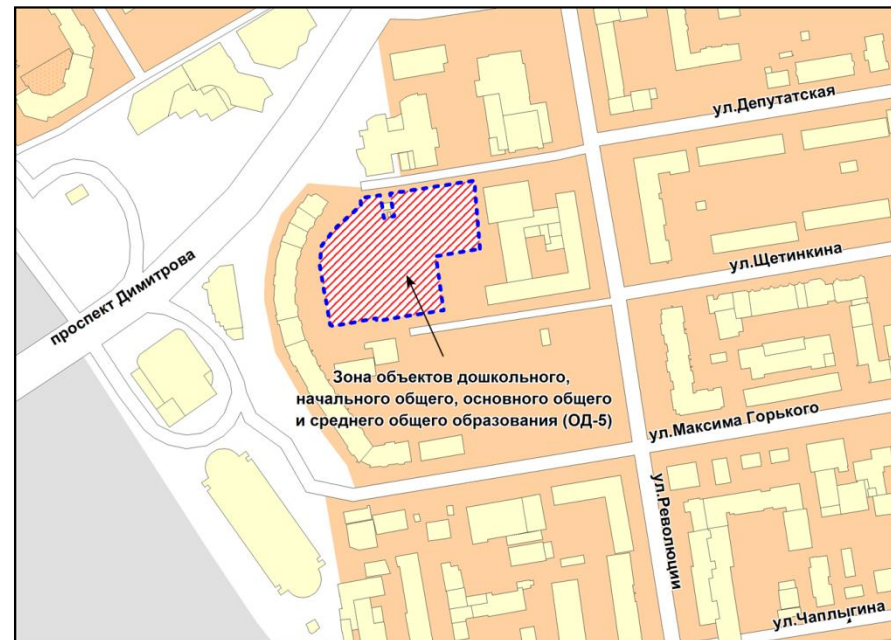 ул.Депутатская
ул.Щетинкина
проспект Димитрова
Зона объектов дошкольного,
начального общего, основного общего
и среднего общего образования (ОД-5)
ул.Максима Горького
ул.Революции
ул.Чаплыгина